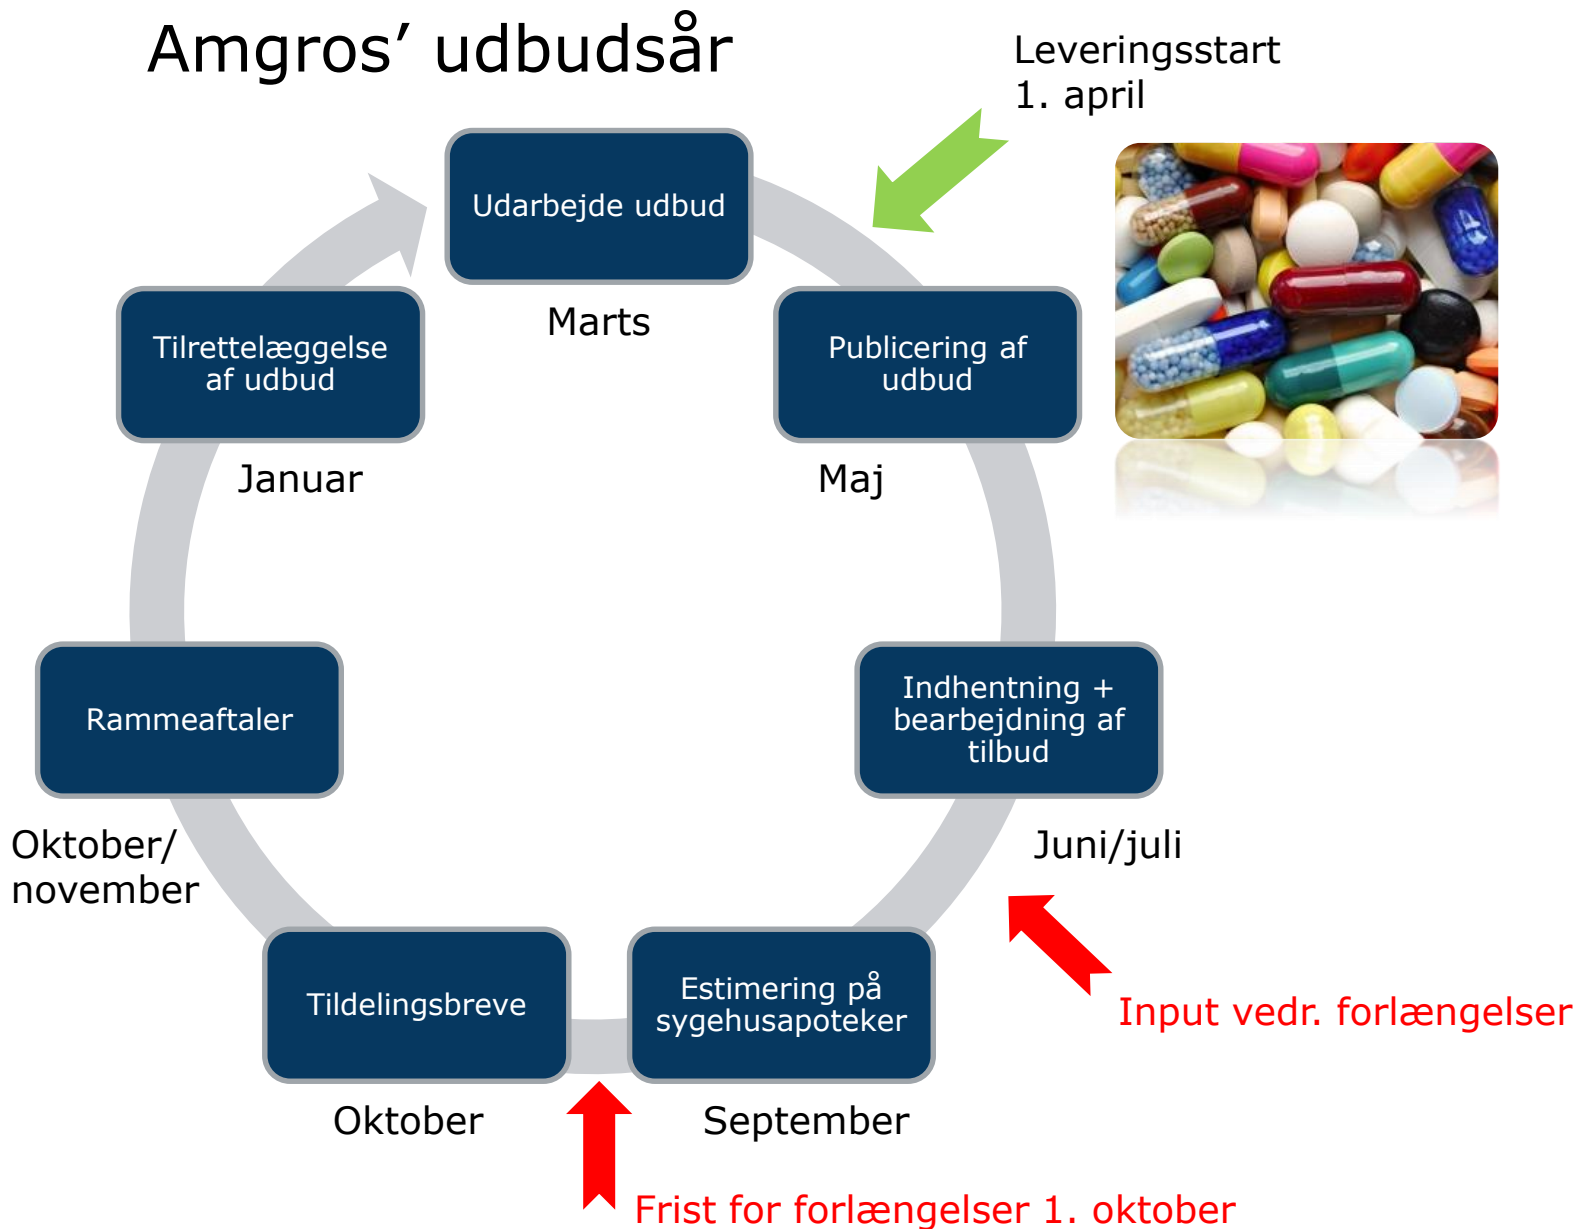 Amgros’ udbudsår
Leveringsstart
1. april
Udarbejde udbud
Marts
Publicering af
udbud
Maj
Indhentning +
bearbejdning af
tilbud
Juni/juli
Input vedr. forlængelser
Estimering på
sygehusapoteker
September
Frist for forlængelser 1. oktober
Tildelingsbreve
Oktober
Rammeaftaler
Oktober/
november
Tilrettelæggelse
af udbud
Januar